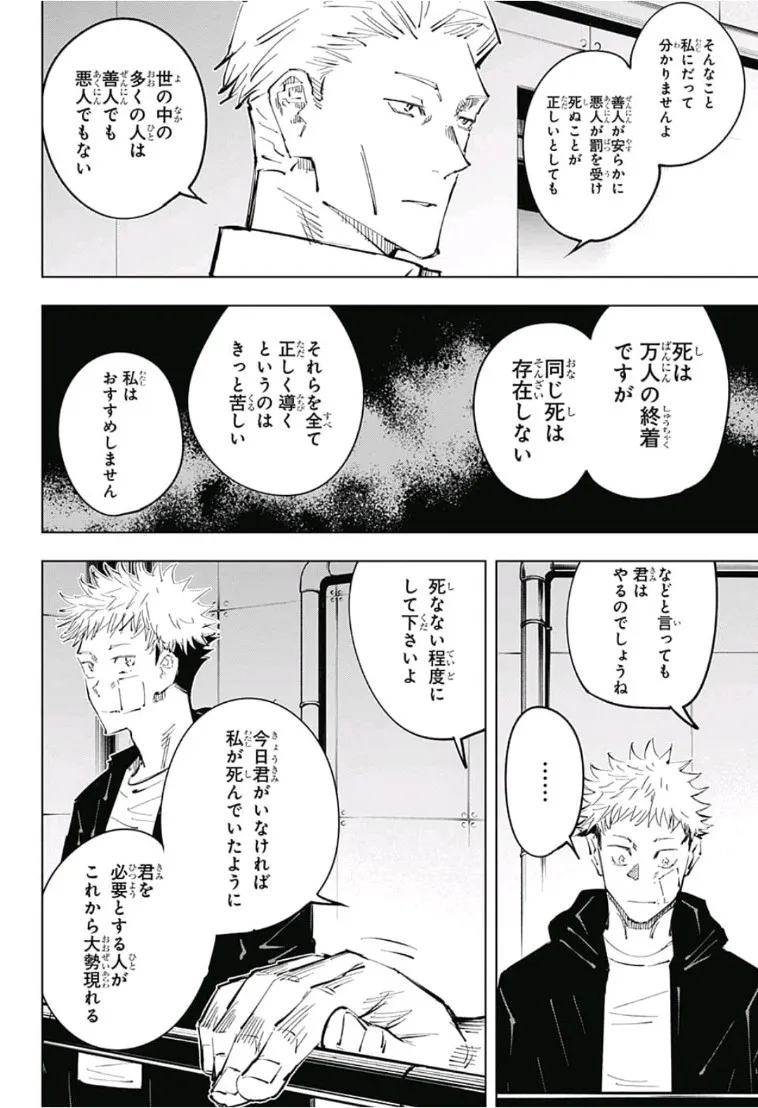 そんなこと
私にだって
分かりませんよ
善人が安らかに
悪人が罰を受け
死ぬことが
正しいとしても
世の中の
多くの人は
善人でも
悪人でもない
死は
万人の終着
ですが
同じ死は
存在しない
それらを全て
正しく導く
というのは
きっと苦しい
私は
おすすめしません
などと言っても
君は
やるのでしょうね
……
死なない程度に
して下さいよ
今日君がいなければ
私が死んでいたように
君を
必要とする人が
これから大勢現れる